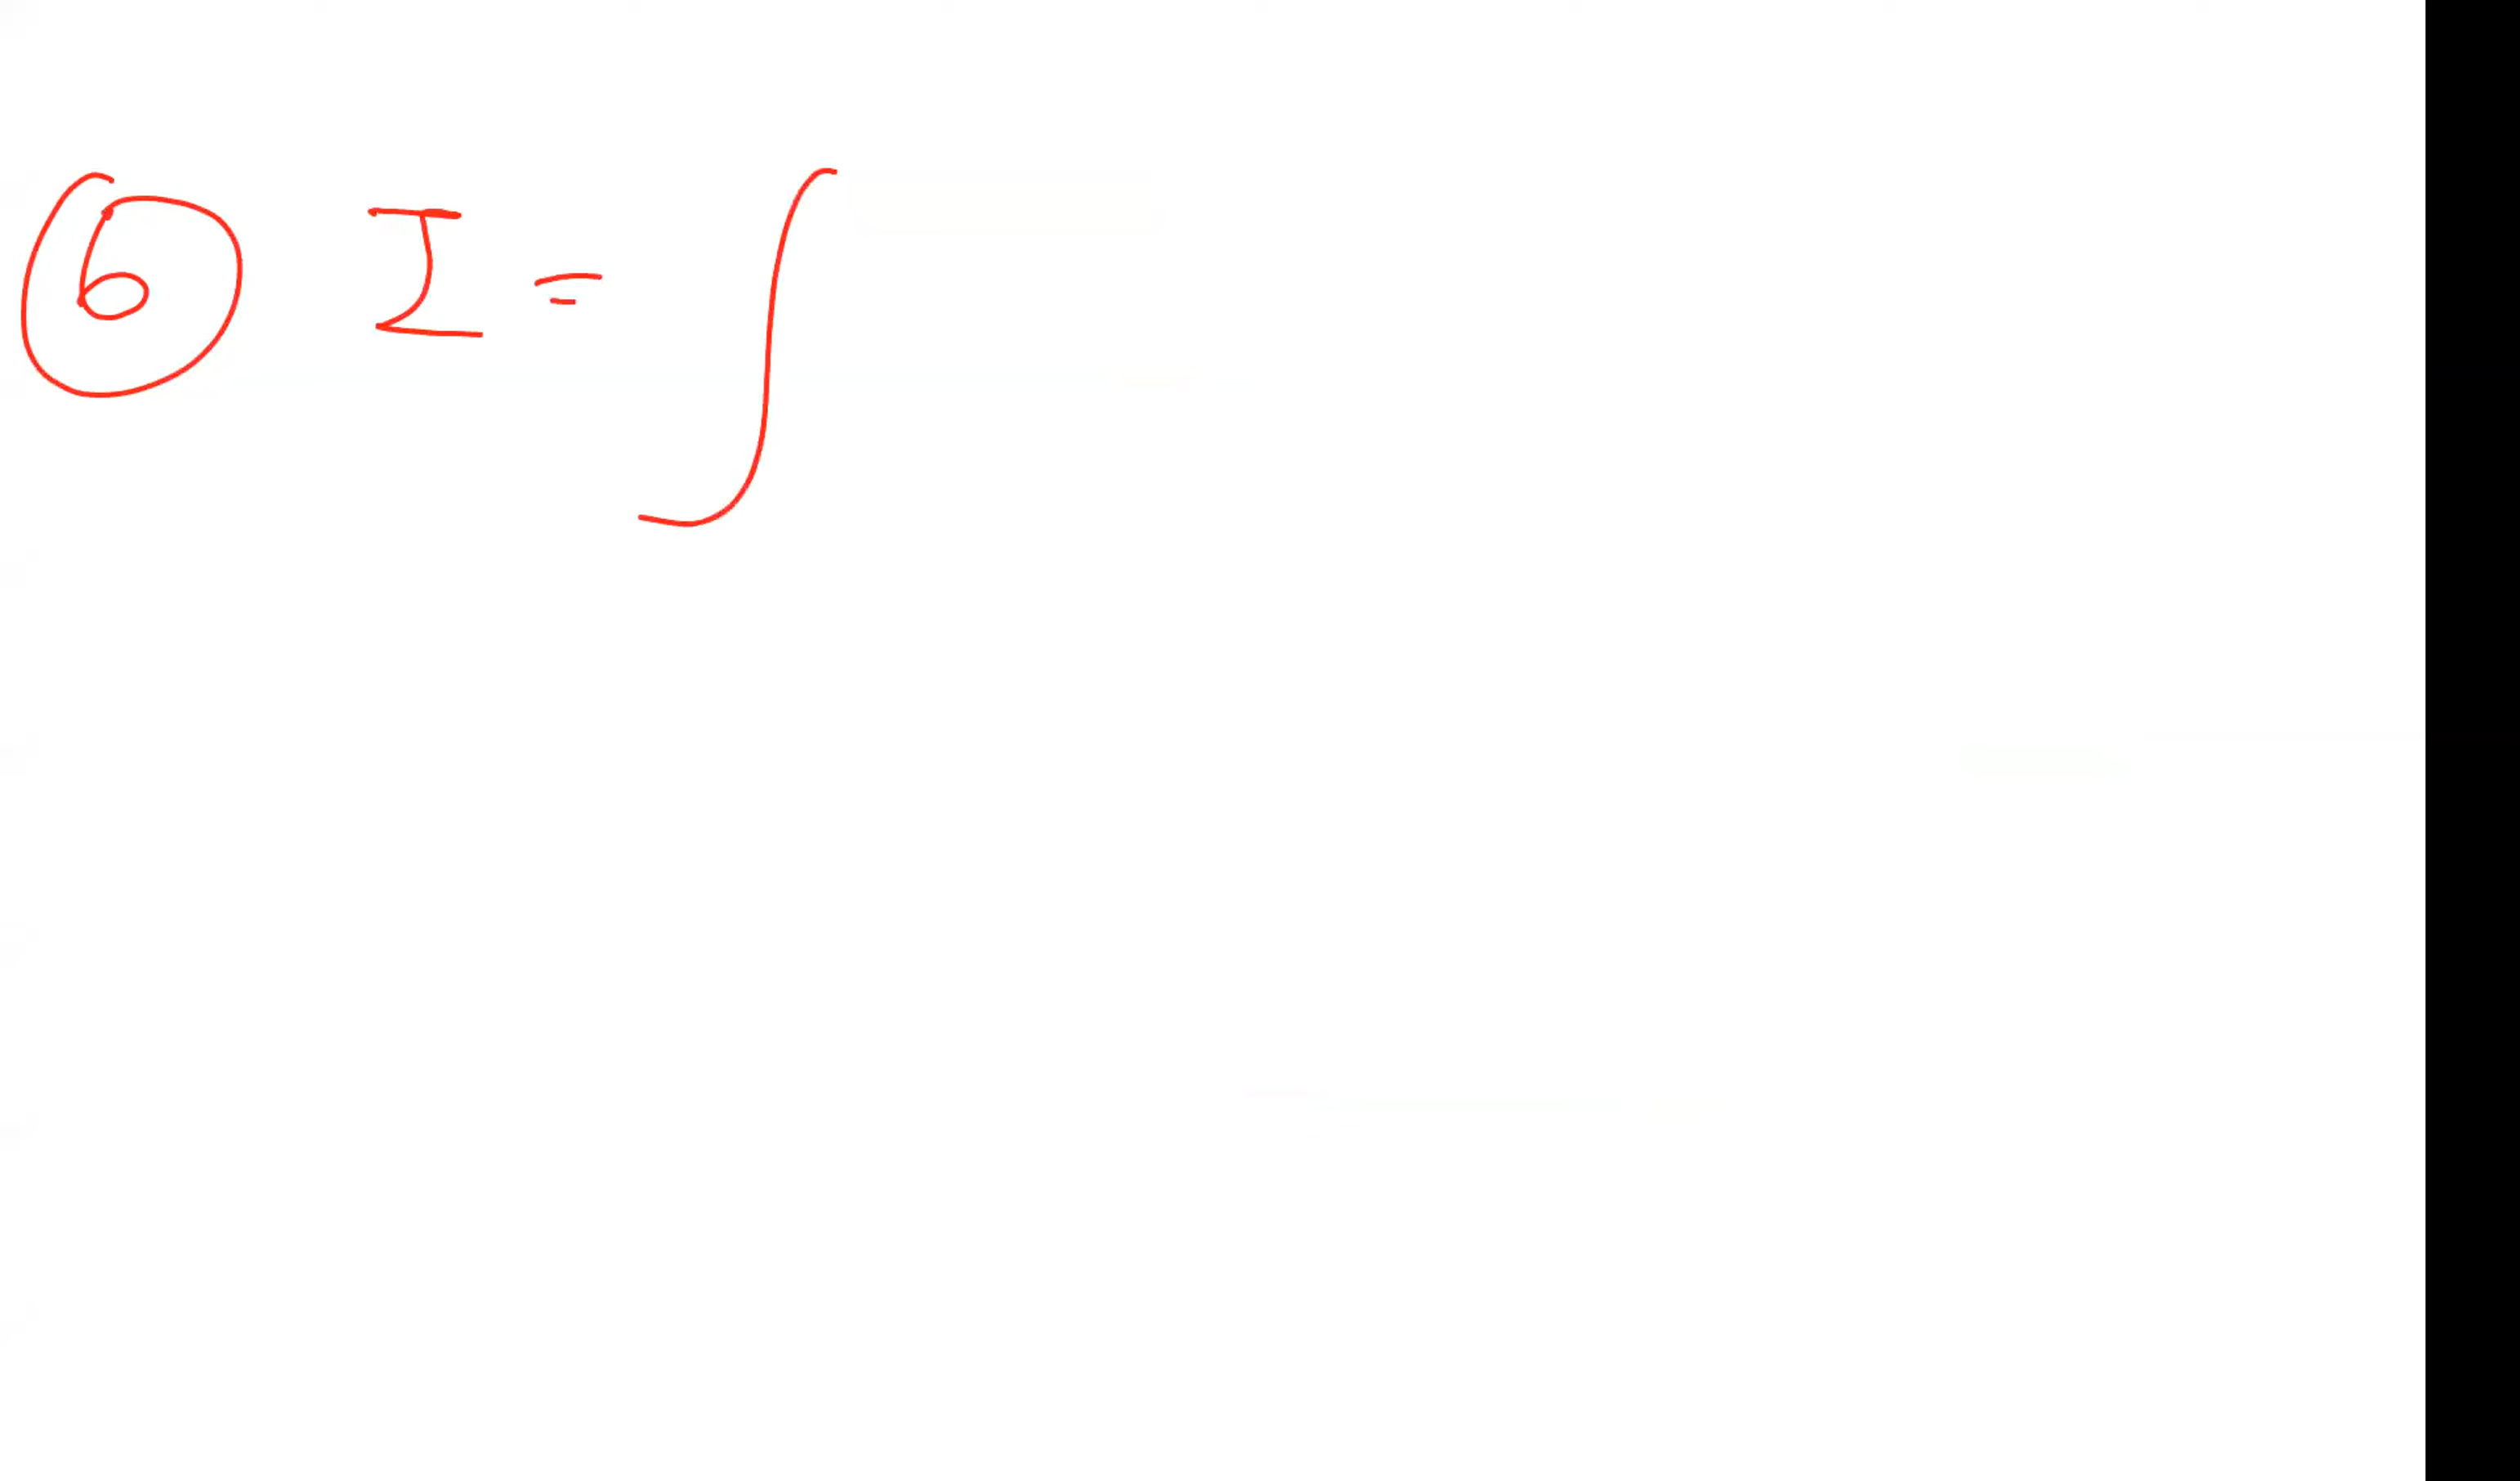 6 I = ∫